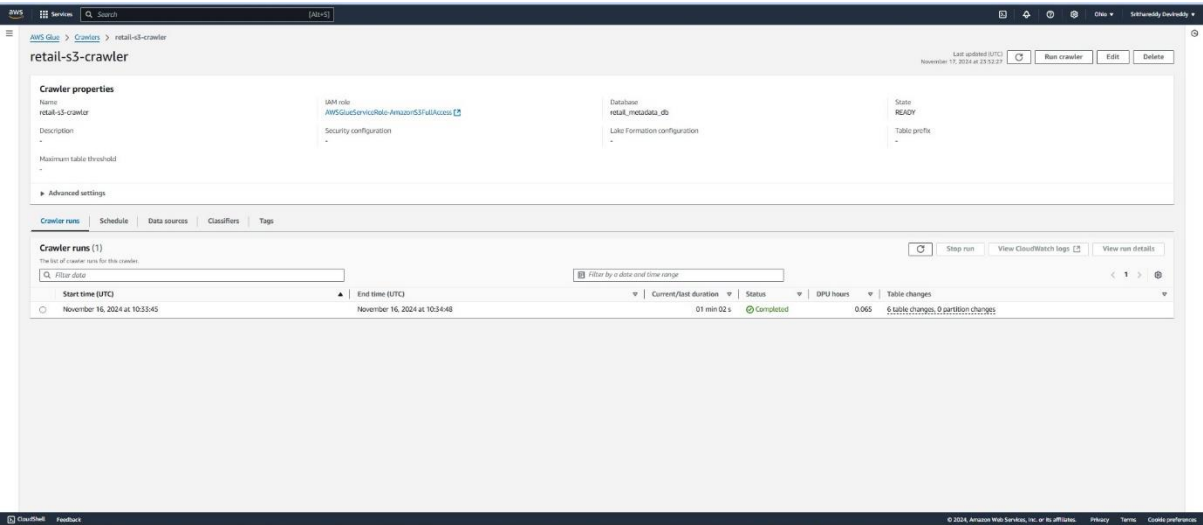 aws Services Search [Alt+S] Ohio Srithareddy Devireddy
AWS Glue > Crawlers > retail-s3-crawler
retail-s3-crawler
Last updated (UTC)
November 17, 2024 at 23:52:27
Run crawler Edit Delete
Crawler properties
Name IAM role Database State
retail-s3-crawler AWSGlueServiceRole-AmazonS3FullAccess retail_metadata_db READY
Description Security configuration Lake Formation configuration Table prefix
- - - -
Maximum table threshold
-
Advanced settings
Crawler runs Schedule Data sources Classifiers Tags
Crawler runs (1) Stop run View CloudWatch logs View run details
The list of crawler runs for this crawler.
Filter data Filter by a date and time range < 1 >
Start time (UTC) End time (UTC) Current/last duration Status DPU hours Table changes
November 16, 2024 at 10:33:45 November 16, 2024 at 10:34:48 01 min 02 s Completed 0.065 6 table changes, 0 partition changes
CloudShell Feedback © 2024, Amazon Web Services, Inc. or its affiliates. Privacy Terms Cookie preferences